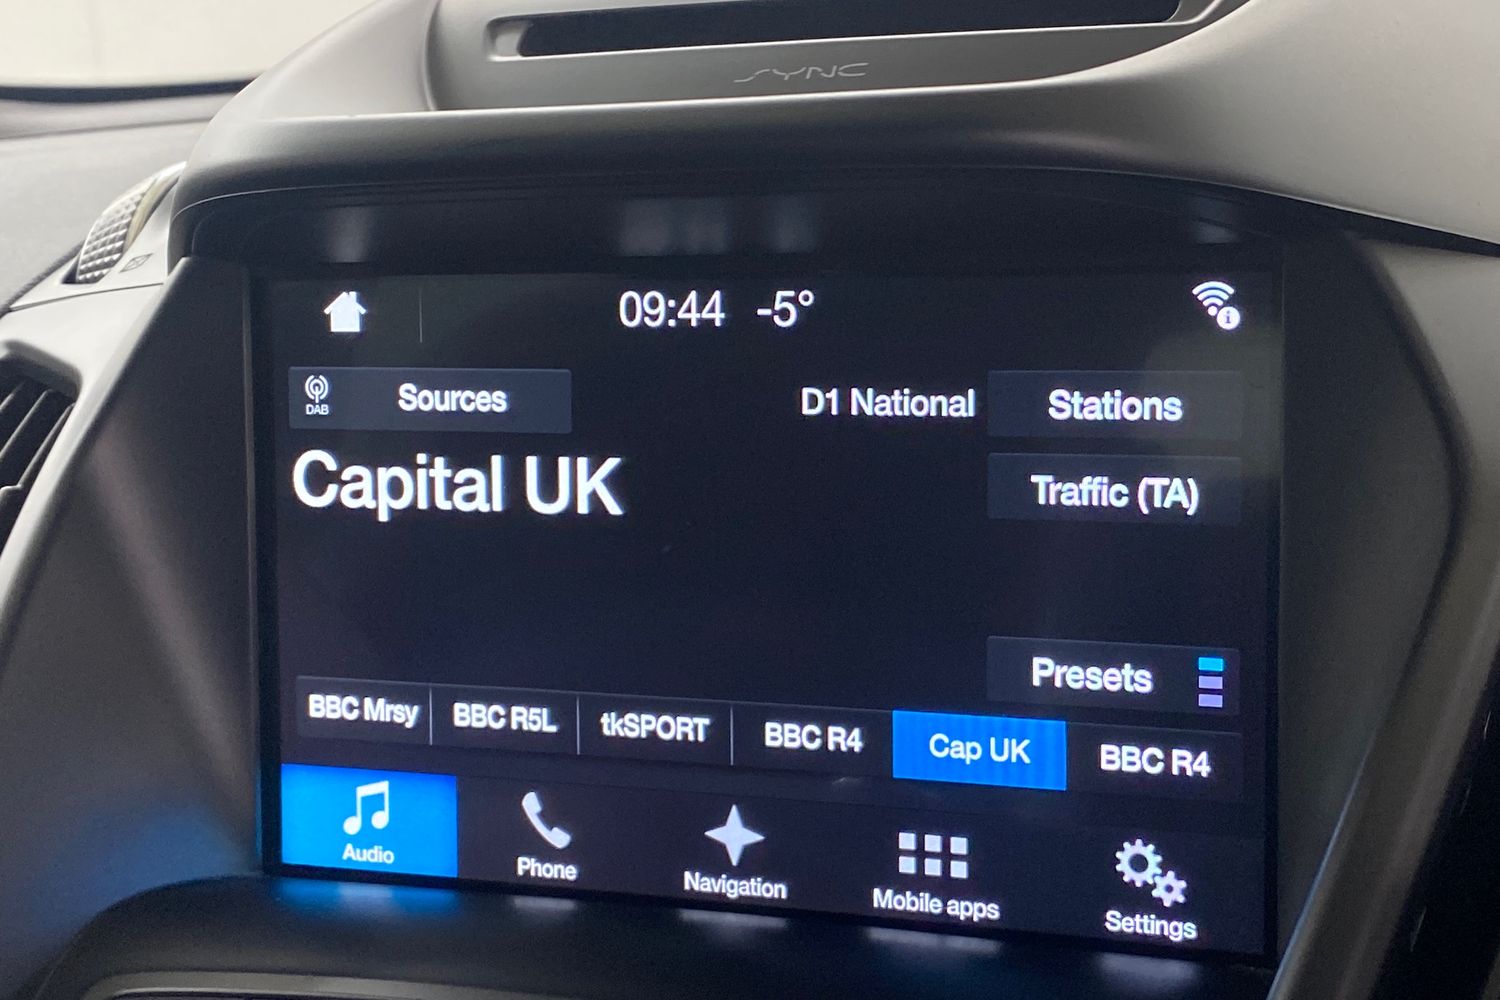 SYNC
09:44 -5°
DAB Sources
D1 National
Stations
Capital UK
Traffic (TA)
Presets
BBC Mrsy
BBC R5L
tkSPORT
BBC R4
Cap UK
BBC R4
Audio
Phone
Navigation
Mobile apps
Settings